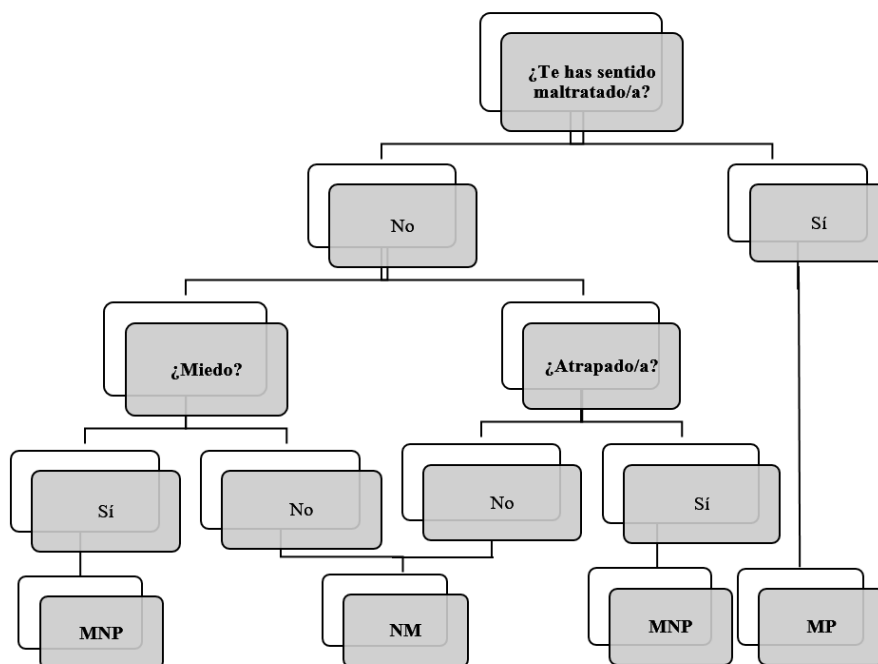 ¿Te has sentido
maltratado/a?
No
Sí
¿Miedo?
¿Atrapado/a?
Sí
No
No
Sí
MNP
NM
MNP
MP